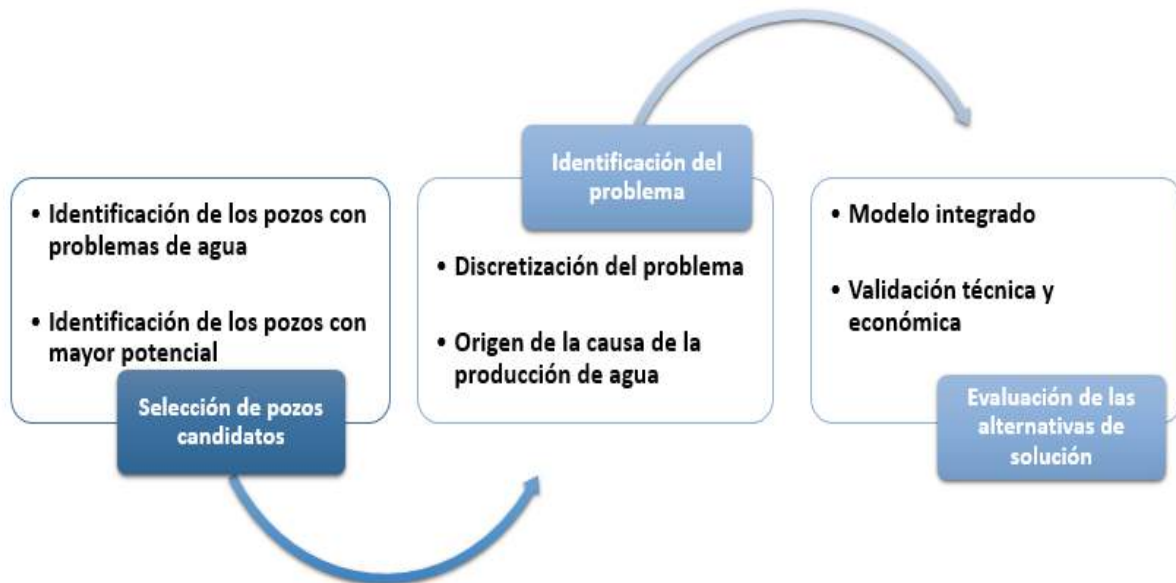 • Identificación de los pozos con
problemas de agua
• Identificación de los pozos con
mayor potencial
Selección de pozos
candidatos
Identificación del
problema
• Discretización del problema
• Origen de la causa de la
producción de agua
• Modelo integrado
• Validación técnica y
económica
Evaluación de las
alternativas de
solución